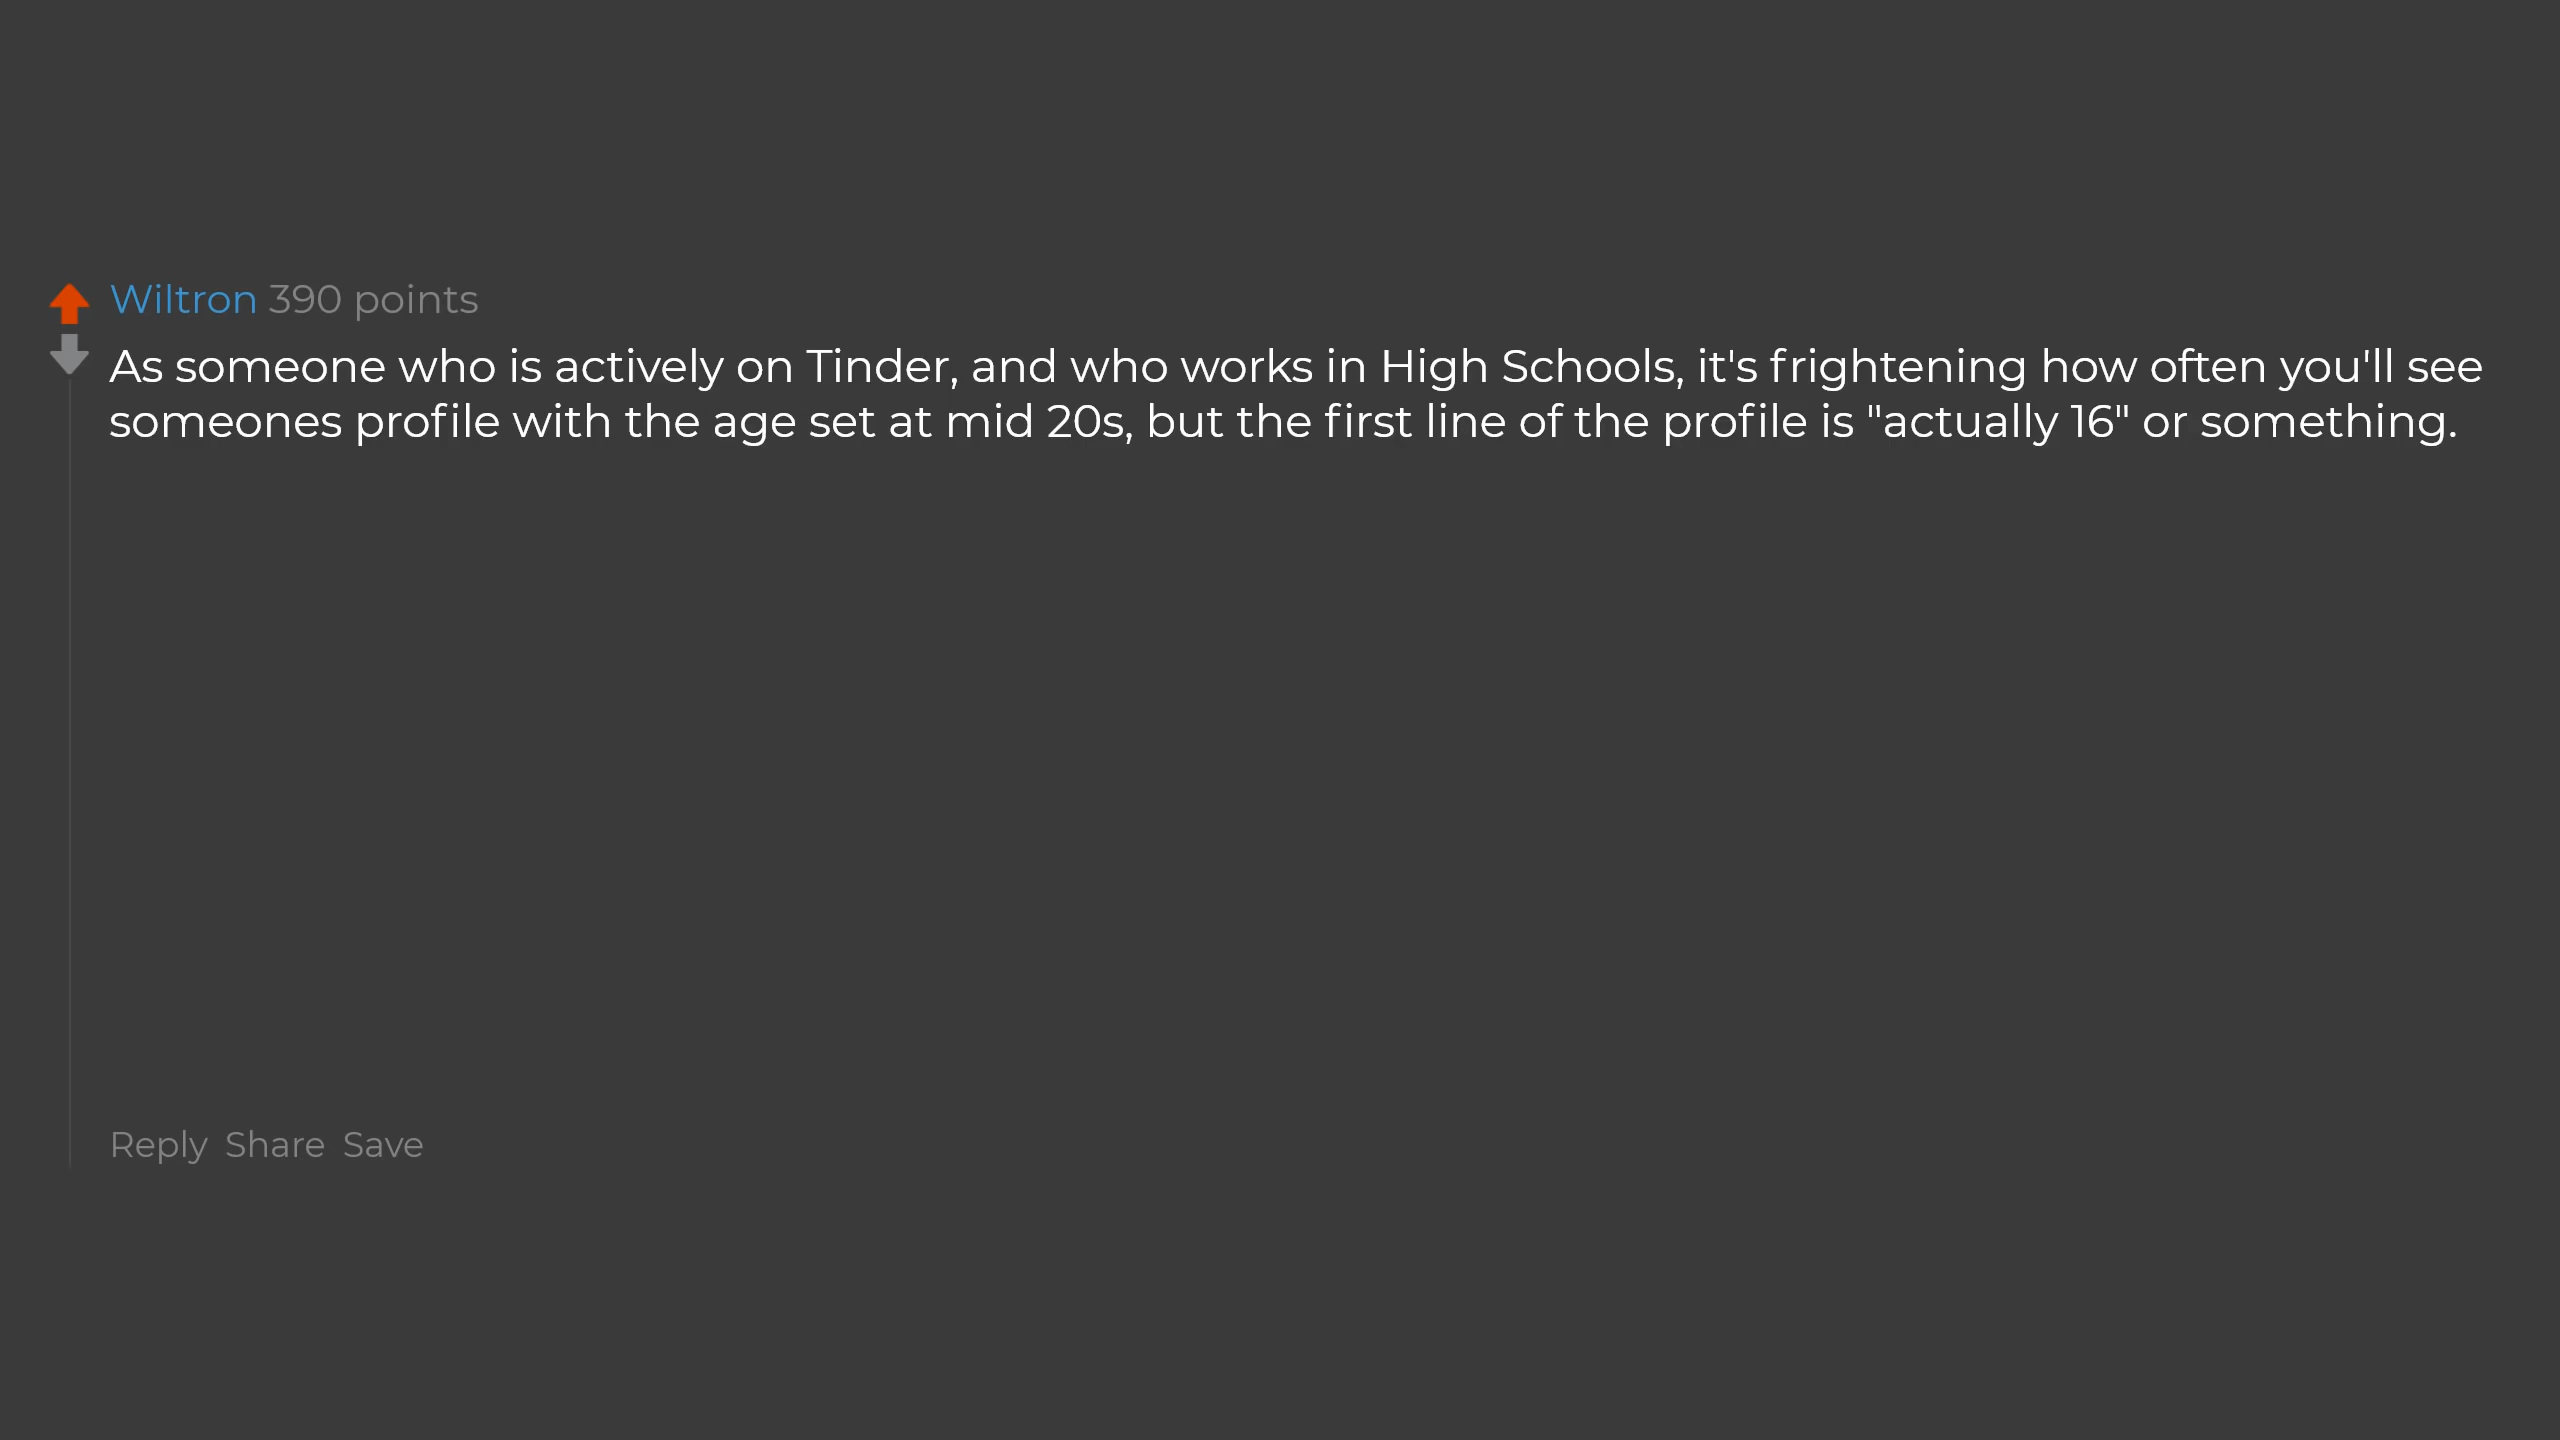 Wiltron 390 points
As someone who is actively on Tinder, and who works in High Schools, it's frightening how often you'll see
someones profile with the age set at mid 20s, but the first line of the profile is "actually 16" or something.
Reply Share Save